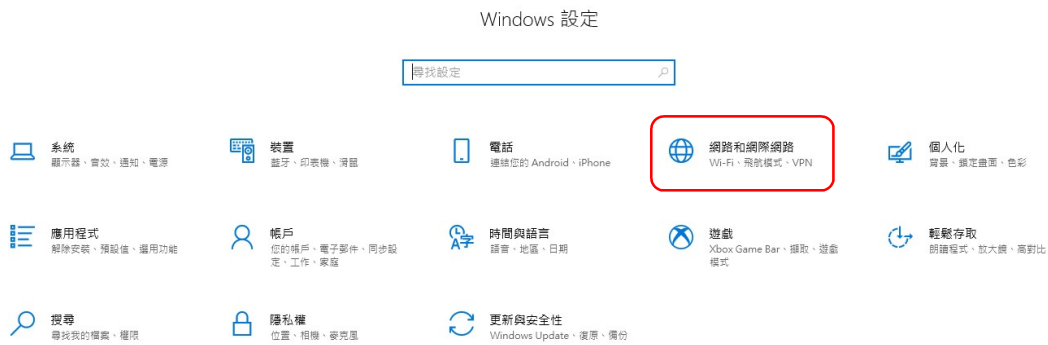 Windows 設定
尋找設定
系統
顯示器、音效、通知、電源
裝置
藍牙、印表機、滑鼠
電話
連結您的 Android、iPhone
網路和網際網路
Wi-Fi、飛航模式、VPN
個人化
背景、鎖定畫面、色彩
應用程式
解除安裝、預設值、選用功能
帳戶
您的帳戶、電子郵件、同步設
定、工作、家庭
時間與語言
語音、地區、日期
遊戲
Xbox Game Bar、擷取、遊戲
模式
輕鬆存取
朗讀程式、放大鏡、高對比
搜尋
尋找我的檔案、權限
隱私權
位置、相機、麥克風
更新與安全性
Windows Update、復原、備份